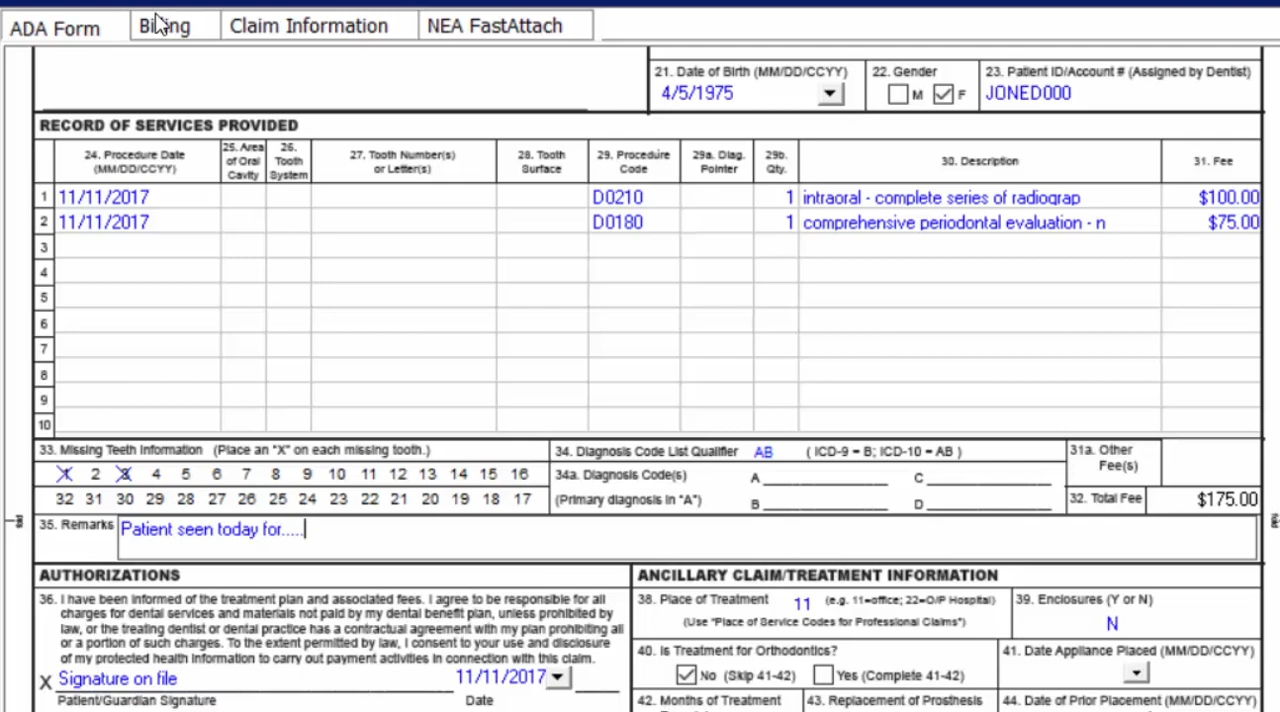 ADA Form Billing Claim Information NEA FastAttach
21. Date of Birth (MM/DD/CCYY) 22. Gender 23. Patient ID/Account # (Assigned by Dentist)
4/5/1975 M F JONED000
RECORD OF SERVICES PROVIDED
24. Procedure Date (MM/DD/CCYY)
25. Area of Oral Cavity
26. Tooth System
27. Tooth Number(s) or Letter(s)
28. Tooth Surface
29. Procedure Code
29a. Diag. Pointer
29b. Qty.
30. Description
31. Fee
1 11/11/2017 D0210 1 intraoral - complete series of radiograp $100.00
2 11/11/2017 D0180 1 comprehensive periodontal evaluation - n $75.00
3
4
5
6
7
8
9
10
33. Missing Teeth Information (Place an "X" on each missing tooth.)
1 2 3 4 5 6 7 8 9 10 11 12 13 14 15 16
32 31 30 29 28 27 26 25 24 23 22 21 20 19 18 17
34. Diagnosis Code List Qualifier AB ( ICD-9 = B; ICD-10 = AB )
34a. Diagnosis Code(s) A C
(Primary diagnosis in "A") B D
31a. Other Fee(s)
32. Total Fee $175.00
35. Remarks Patient seen today for.....
fold
fold
AUTHORIZATIONS
36. I have been informed of the treatment plan and associated fees. I agree to be responsible for all
charges for dental services and materials not paid by my dental benefit plan, unless prohibited by
law, or the treating dentist or dental practice has a contractual agreement with my plan prohibiting all
or a portion of such charges. To the extent permitted by law, I consent to your use and disclosure
of my protected health information to carry out payment activities in connection with this claim.
X Signature on file 11/11/2017
Patient/Guardian Signature Date
ANCILLARY CLAIM/TREATMENT INFORMATION
38. Place of Treatment 11 (e.g. 11=office; 22=O/P Hospital)
(Use "Place of Service Codes for Professional Claims")
39. Enclosures (Y or N)
N
40. Is Treatment for Orthodontics?
No (Skip 41-42) Yes (Complete 41-42)
41. Date Appliance Placed (MM/DD/CCYY)
42. Months of Treatment 43. Replacement of Prosthesis 44. Date of Prior Placement (MM/DD/CCYY)